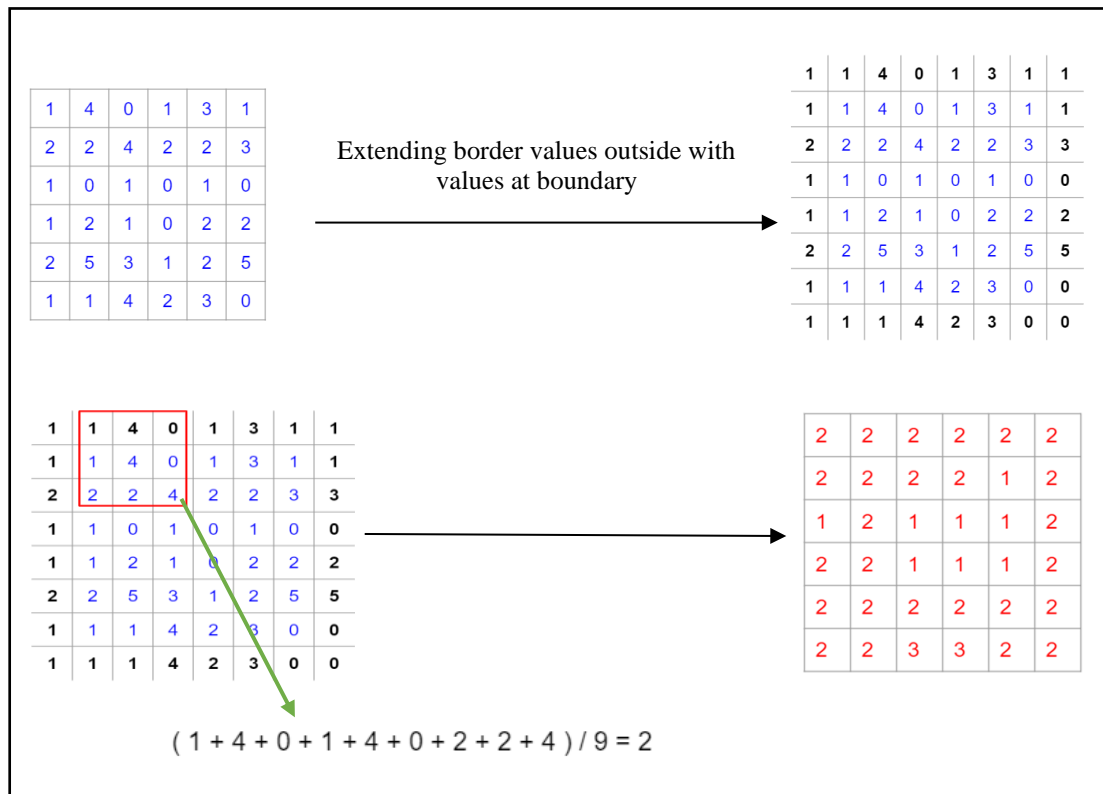 1 4 0 1 3 1
2 2 4 2 2 3
1 0 1 0 1 0
1 2 1 0 2 2
2 5 3 1 2 5
1 1 4 2 3 0
Extending border values outside with
values at boundary
1 1 4 0 1 3 1 1
1 1 4 0 1 3 1 1
2 2 2 4 2 2 3 3
1 1 0 1 0 1 0 0
1 1 2 1 0 2 2 2
2 2 5 3 1 2 5 5
1 1 1 4 2 3 0 0
1 1 1 4 2 3 0 0
1 1 4 0 1 3 1 1
1 1 4 0 1 3 1 1
2 2 2 4 2 2 3 3
1 1 0 1 0 1 0 0
1 1 2 1 0 2 2 2
2 2 5 3 1 2 5 5
1 1 1 4 2 3 0 0
1 1 1 4 2 3 0 0
2 2 2 2 2 2
2 2 2 2 1 2
1 2 1 1 1 2
2 2 1 1 1 2
2 2 2 2 2 2
2 2 3 3 2 2
( 1 + 4 + 0 + 1 + 4 + 0 + 2 + 2 + 4 ) / 9 = 2